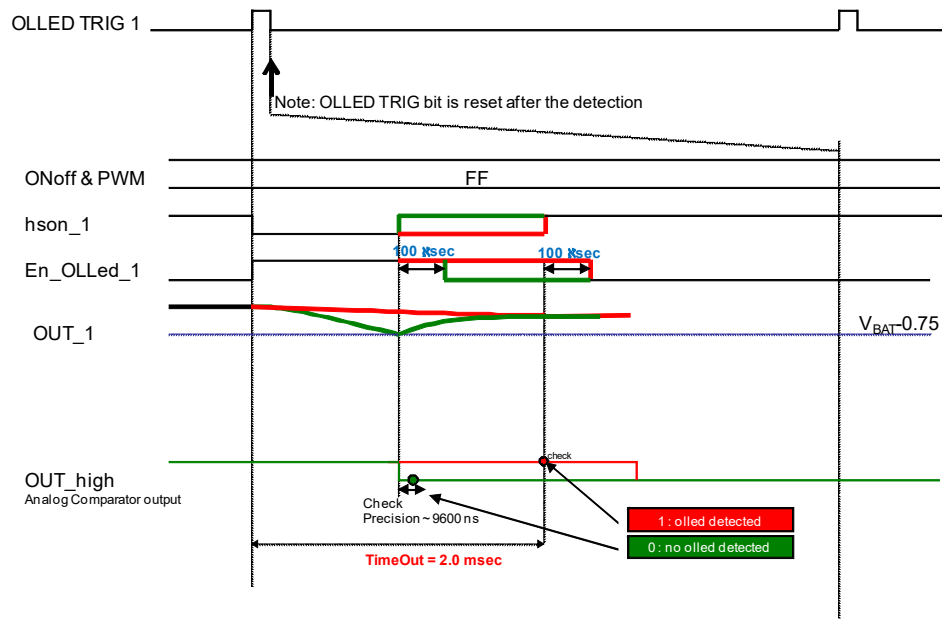 OLLED TRIG 1
Note: OLLED TRIG bit is reset after the detection
ONoff & PWM
FF
hson_1
100 sec
100 sec
En_OLLed_1
OUT_1
VBAT-0.75
check
OUT_high
Analog Comparator output
Check
Precision ~ 9600 ns
1 : olled detected
0 : no olled detected
TimeOut = 2.0 msec